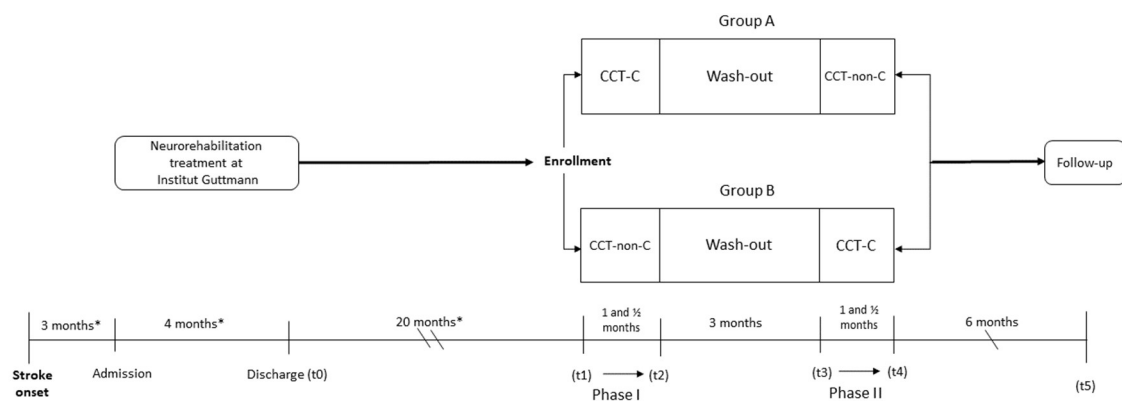 Group A
CCT-C
Wash-out
CCT-non-C
Neurorehabilitation
treatment at
Institut Guttmann
Enrollment
Follow-up
Group B
CCT-non-C
Wash-out
CCT-C
3 months*
4 months*
20 months*
1 and ½
months
3 months
1 and ½
months
6 months
Stroke
onset
Admission
Discharge (t0)
(t1)
(t2)
Phase I
(t3)
(t4)
Phase II
(t5)